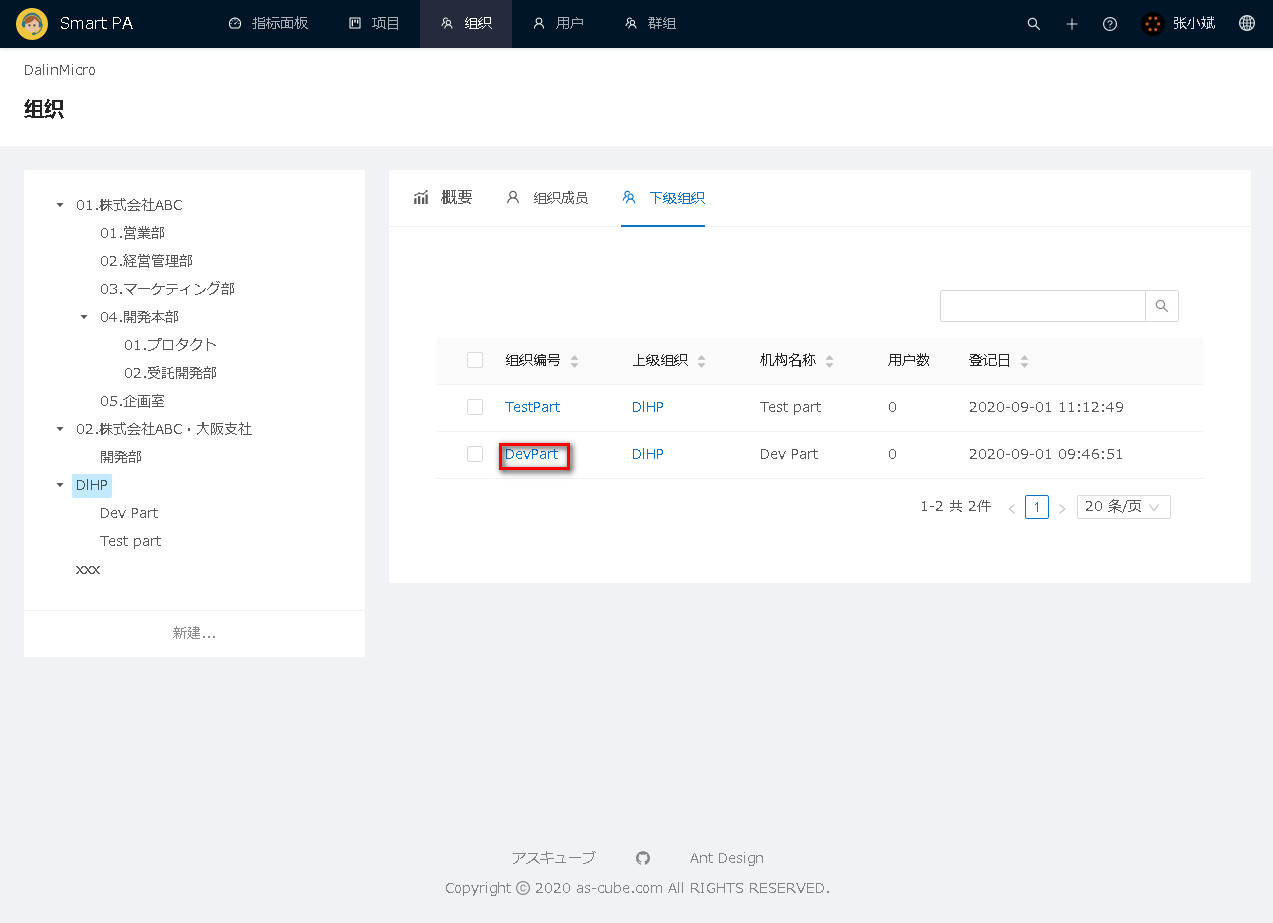 Smart PA 指标面板 项目 组织 用户 群组 张小斌
DalinMicro
组织
01.株式会社ABC
01.営業部
02.経営管理部
03.マーケティング部
04.開発本部
01.プロタクト
02.受託開発部
05.企画室
02.株式会社ABC・大阪支社
開発部
DlHP
Dev Part
Test part
xxx
新建...
概要 组织成员 下级组织
组织编号 上级组织 机构名称 用户数 登记日
TestPart DlHP Test part 0 2020-09-01 11:12:49
DevPart DlHP Dev Part 0 2020-09-01 09:46:51
1-2 共 2件 < 1 > 20 条/页
アスキューブ Ant Design
Copyright © 2020 as-cube.com All RIGHTS RESERVED.